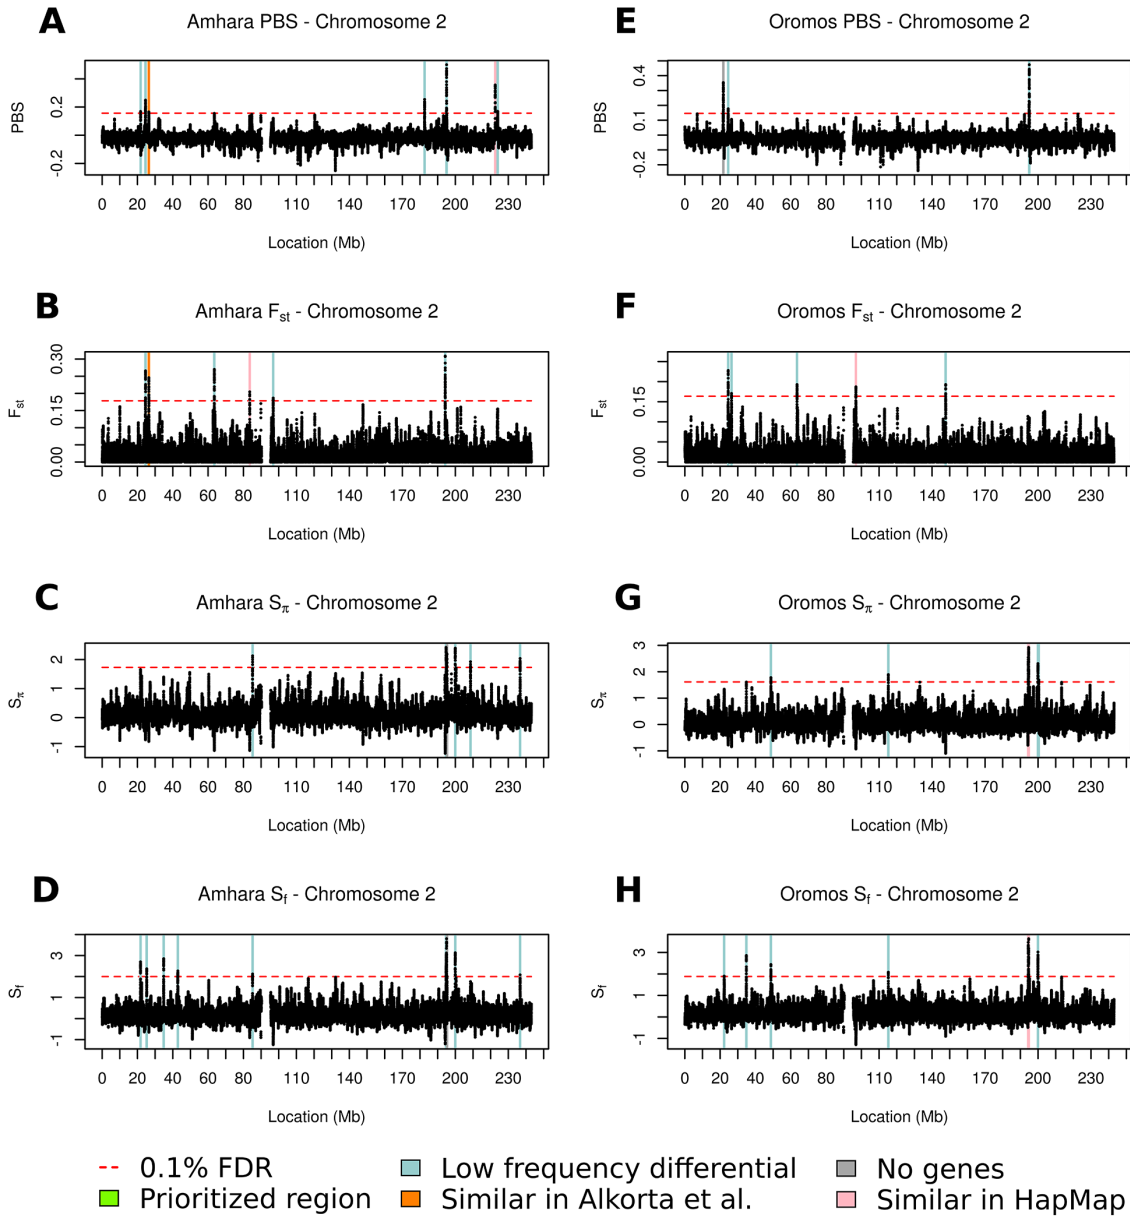 A
Amhara PBS - Chromosome 2
PBS
0.2
-0.2
0 20 40 60 80 110 140 170 200 230
Location (Mb)
E
Oromos PBS - Chromosome 2
PBS
0.4
0.1
-0.2
0 20 40 60 80 110 140 170 200 230
Location (Mb)
B
Amhara Fst - Chromosome 2
Fst
0.30
0.15
0.00
0 20 40 60 80 110 140 170 200 230
Location (Mb)
F
Oromos Fst - Chromosome 2
Fst
0.15
0.00
0 20 40 60 80 110 140 170 200 230
Location (Mb)
C
Amhara Sπ - Chromosome 2
Sπ
2
1
0
-1
0 20 40 60 80 110 140 170 200 230
Location (Mb)
G
Oromos Sπ - Chromosome 2
Sπ
3
2
1
0
-1
0 20 40 60 80 110 140 170 200 230
Location (Mb)
D
Amhara Sf - Chromosome 2
Sf
3
1
-1
0 20 40 60 80 110 140 170 200 230
Location (Mb)
H
Oromos Sf - Chromosome 2
Sf
3
1
-1
0 20 40 60 80 110 140 170 200 230
Location (Mb)
0.1% FDR
Low frequency differential
No genes
Prioritized region
Similar in Alkorta et al.
Similar in HapMap